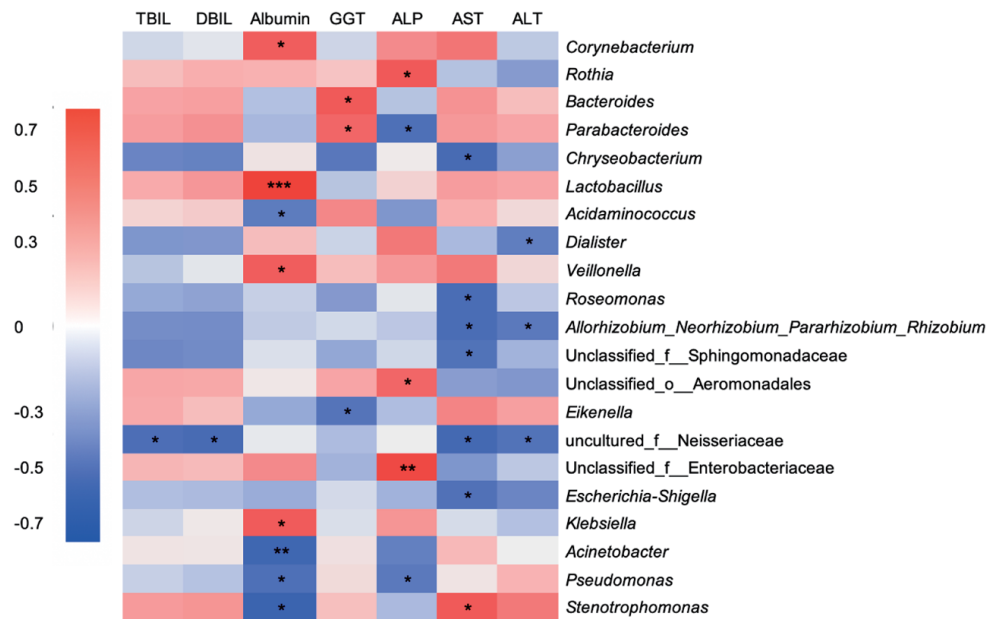 TBIL DBIL Albumin GGT ALP AST ALT
* Corynebacterium
* Rothia
* Bacteroides
0.7 * * Parabacteroides
* Chryseobacterium
0.5 *** Lactobacillus
* Acidaminococcus
0.3 * Dialister
* Veillonella
* Roseomonas
0 * * Allorhizobium_Neorhizobium_Pararhizobium_Rhizobium
* Unclassified_f__Sphingomonadaceae
* Unclassified_o__Aeromonadales
-0.3 * Eikenella
* * * * uncultured_f__Neisseriaceae
-0.5 ** Unclassified_f__Enterobacteriaceae
* Escherichia-Shigella
-0.7 * Klebsiella
** Acinetobacter
* * Pseudomonas
* * Stenotrophomonas